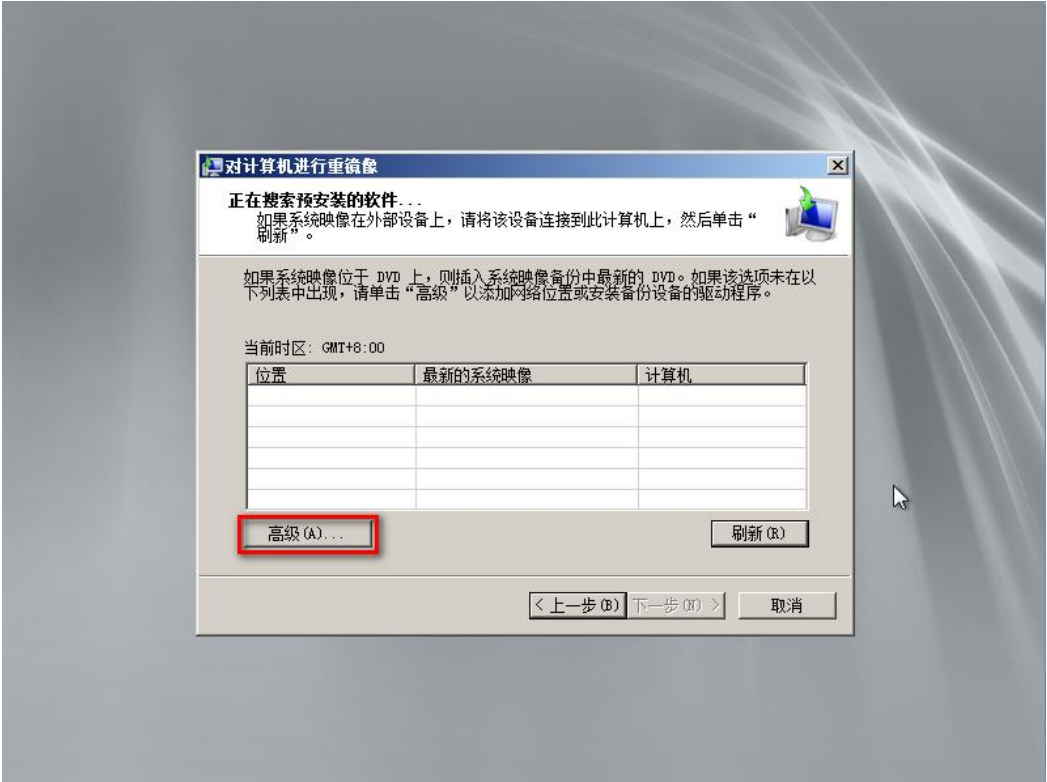 对计算机进行重镜像
正在搜索预安装的软件...
如果系统映像在外部设备上，请将该设备连接到此计算机上，然后单击“
刷新”。
如果系统映像位于 DVD 上，则插入系统映像备份中最新的 DVD。如果该选项未在以
下列表中出现，请单击“高级”以添加网络位置或安装备份设备的驱动程序。
当前时区: GMT+8:00
位置 最新的系统映像 计算机
高级(A)... 刷新(R)
< 上一步(B) 下一步(N) > 取消